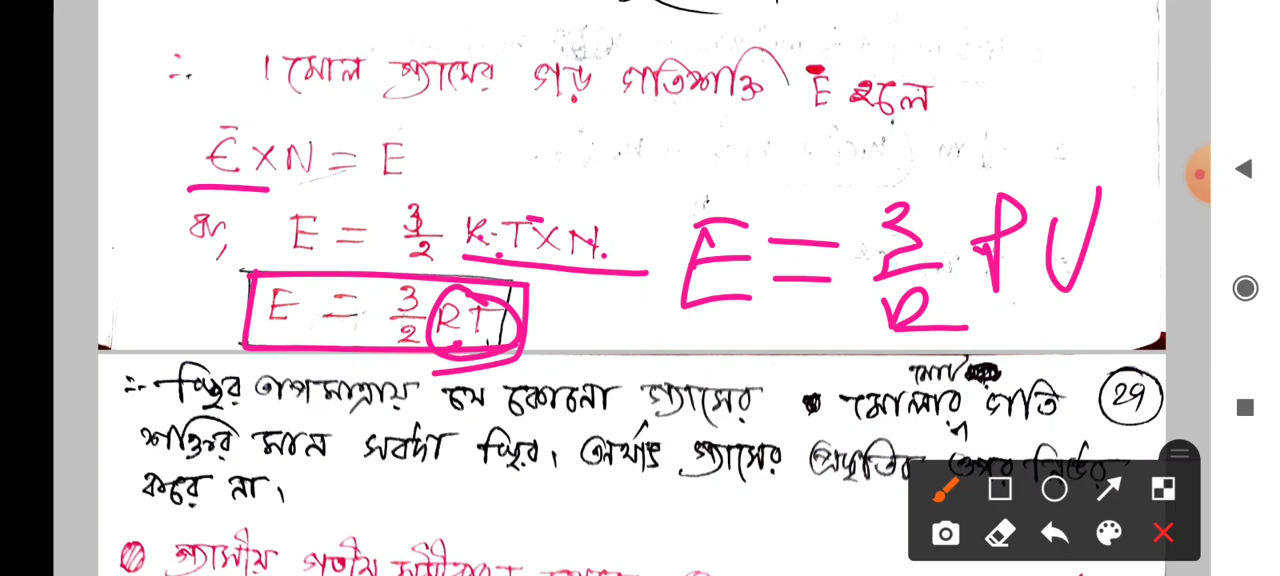 ∴ 1 মোল গ্যাসের গড় গতিশক্তি E হলে
Ē × N = E
বা, E = 3/2 K.T × N.
E = 3/2 PV
E = 3/2 RT
∴ স্থির তাপমাত্রায় যে কোনো গ্যাসের মোলার গতি
29
শক্তির মান সর্বদা স্থির। অর্থাৎ গ্যাসের প্রকৃতির ওপর নির্ভর
করে না।
গ্যাসীয়